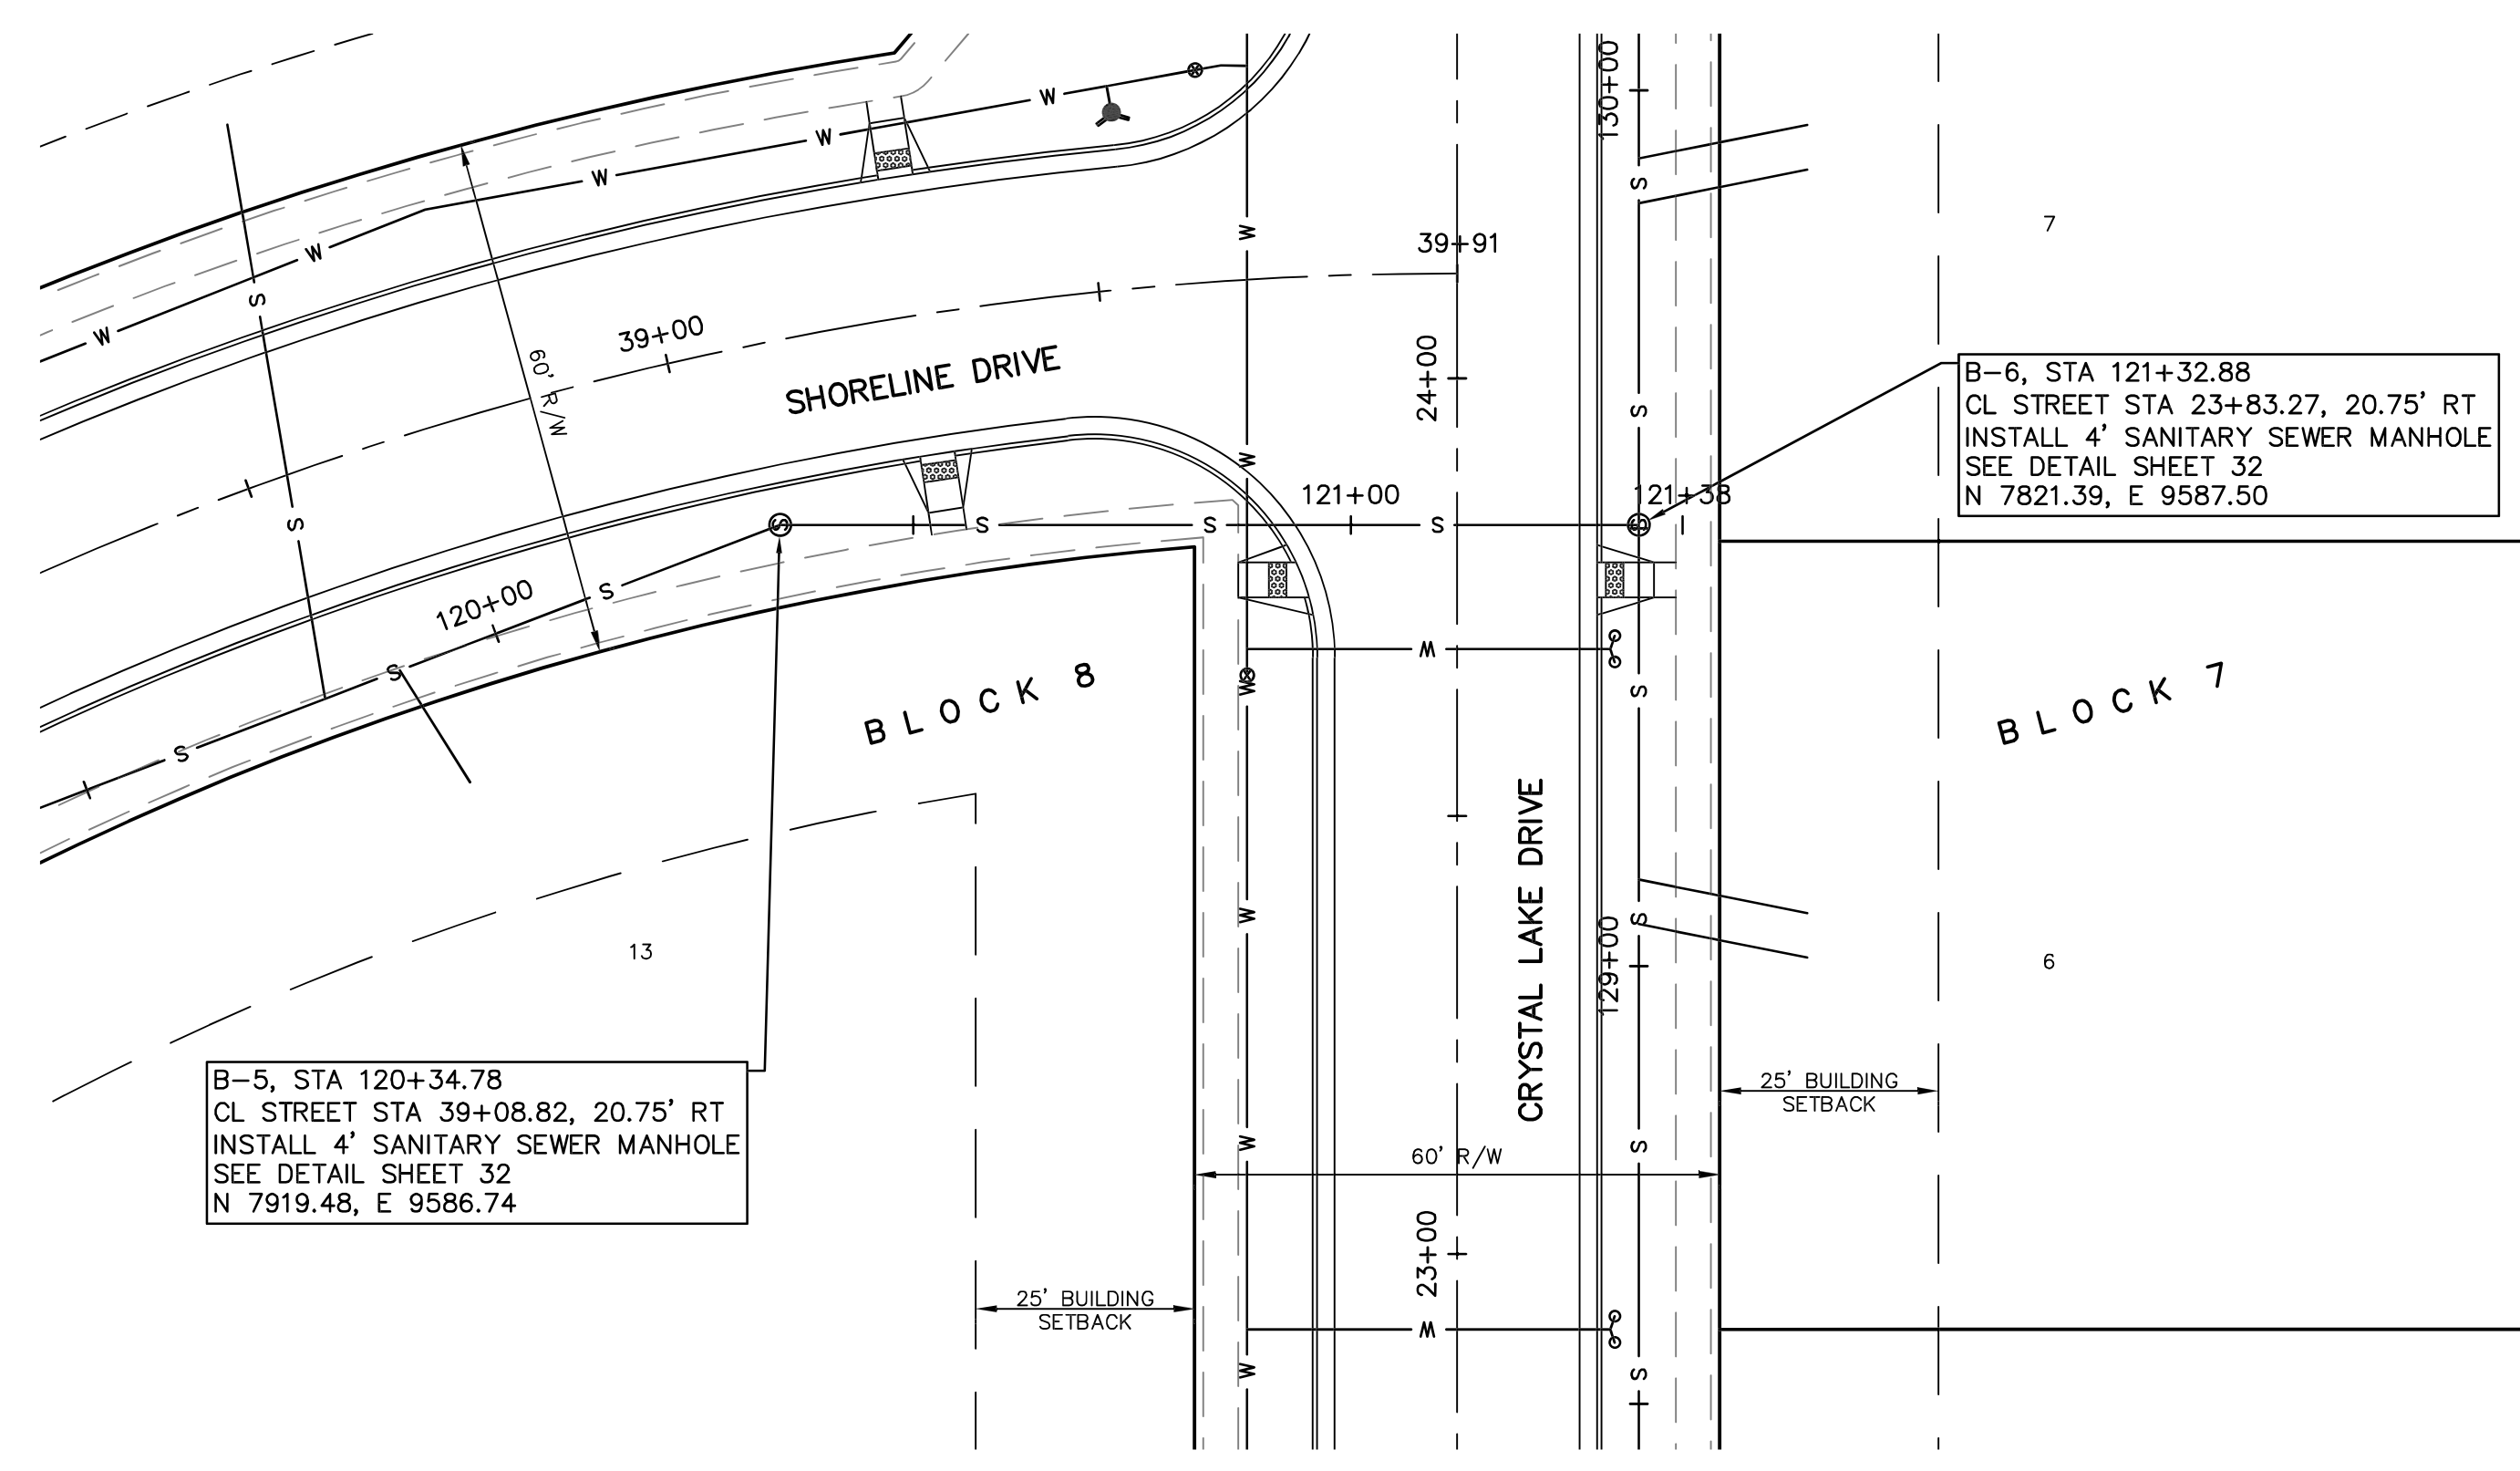 130+00
W
W
W
S
W
7
W
W
39+91
S
W
39+00
60' R/W
SHORELINE DRIVE
24+00
B-6, STA 121+32.88
CL STREET STA 23+83.27, 20.75' RT
INSTALL 4' SANITARY SEWER MANHOLE
SEE DETAIL SHEET 32
N 7821.39, E 9587.50
S
W
121+00
121+38
S
S
S
S
S
S
S
120+00
S
W
S
W
S
S
BLOCK 8
BLOCK 7
CRYSTAL LAKE DRIVE
W
S
129+00
13
6
B-5, STA 120+34.78
CL STREET STA 39+08.82, 20.75' RT
INSTALL 4' SANITARY SEWER MANHOLE
SEE DETAIL SHEET 32
N 7919.48, E 9586.74
25' BUILDING
SETBACK
W
S
60' R/W
23+00
25' BUILDING
SETBACK
W
W
S